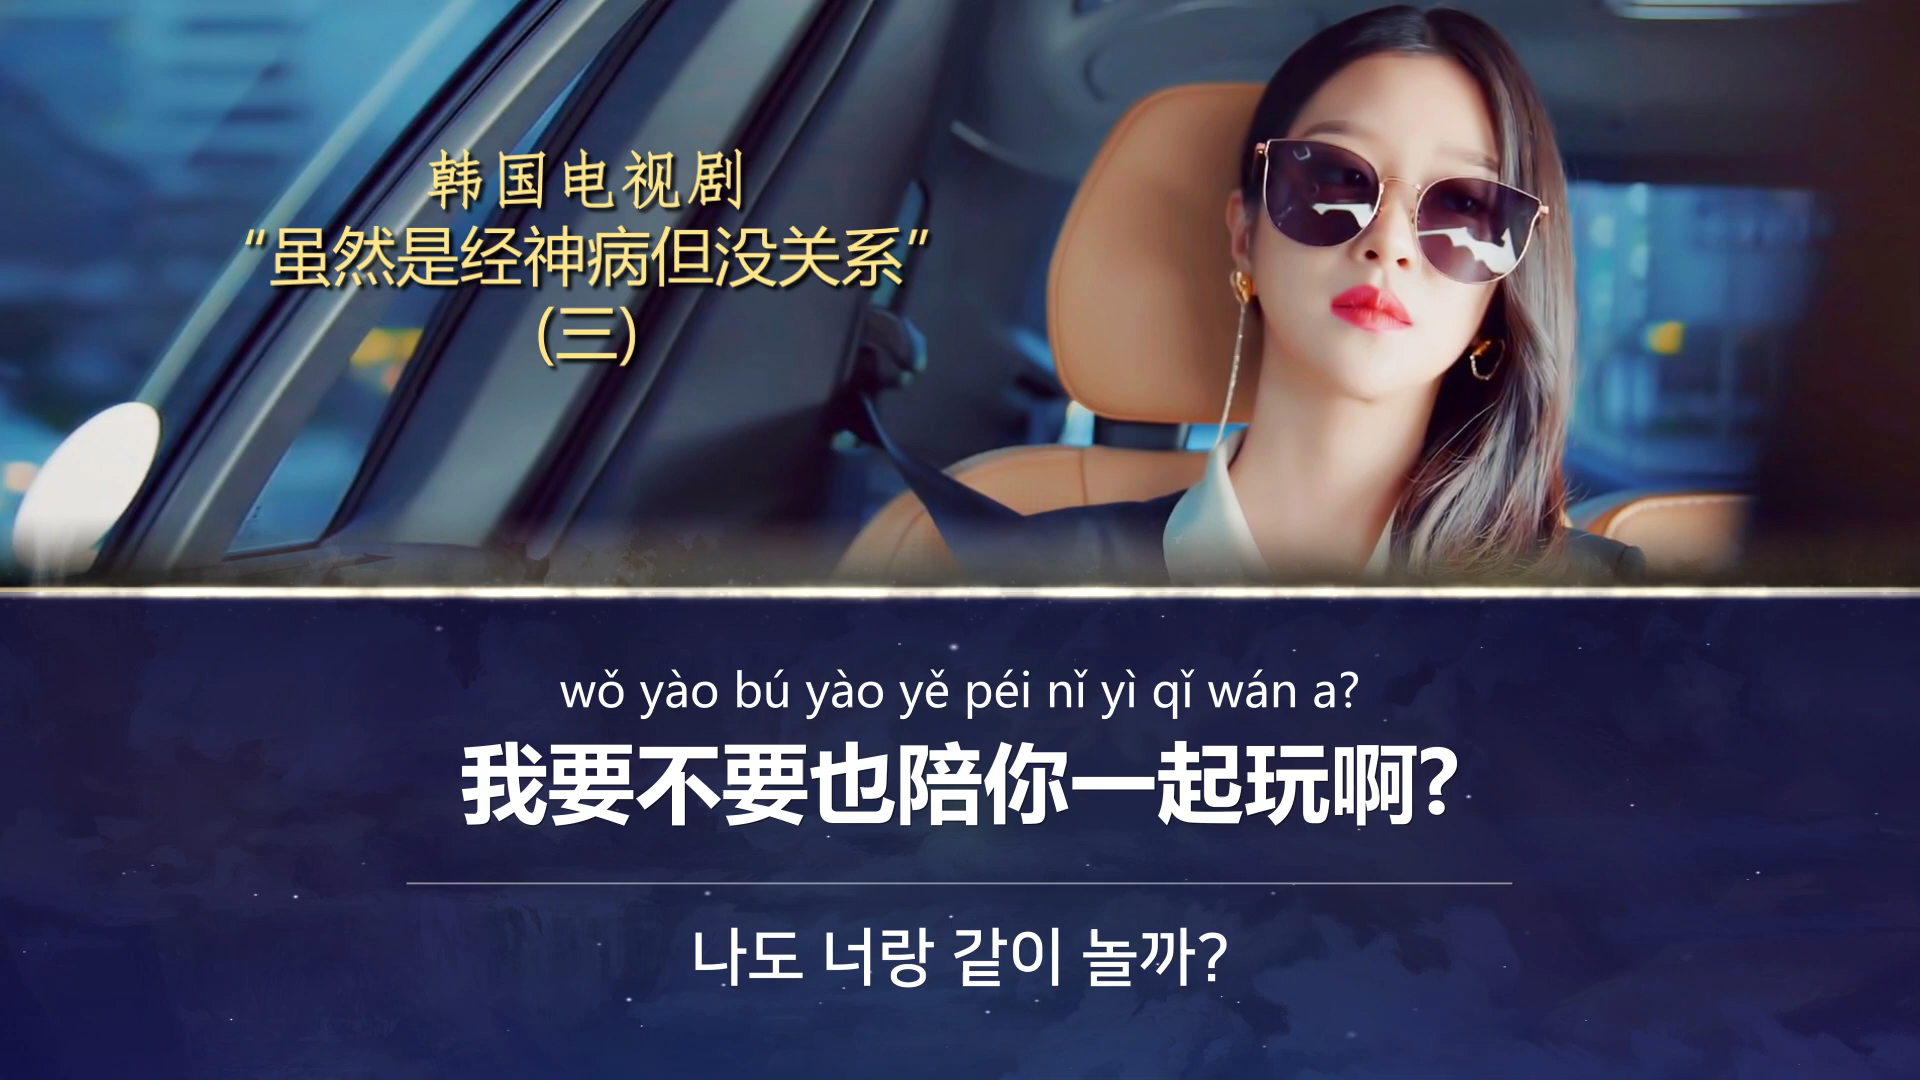 韩国电视剧
“虽然是经神病但没关系”
(三)
wǒ yào bú yào yě péi nǐ yì qǐ wán a?
我要不要也陪你一起玩啊?
나도 너랑 같이 놀까?